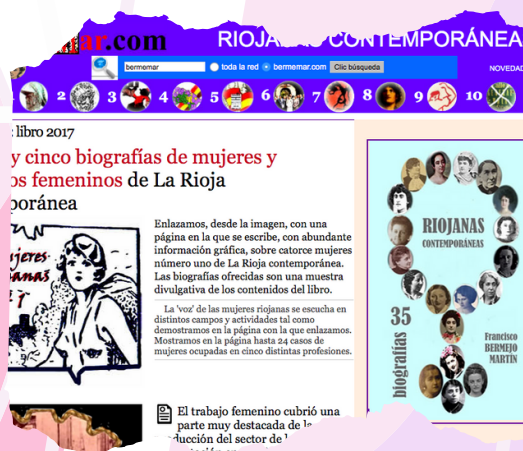 ar.com
RIOJANAS CONTEMPORÁNEA
bermemar
toda la red
bermemar.com
Clic búsqueda
NOVEDAD
2 3 4 5 6 7 8 9 10
: libro 2017
y cinco biografías de mujeres y
os femeninos de La Rioja
poránea
ujeres
anas
1
Enlazamos, desde la imagen, con una
página en la que se escribe, con abundante
información gráfica, sobre catorce mujeres
número uno de La Rioja contemporánea.
Las biografías ofrecidas son una muestra
divulgativa de los contenidos del libro.
La 'voz' de las mujeres riojanas se escucha en
distintos campos y actividades tal como
demostramos en la página con la que enlazamos.
Mostramos en la página hasta 24 casos de
mujeres ocupadas en cinco distintas profesiones.
El trabajo femenino cubrió una
parte muy destacada de la
ducción del sector de
RIOJANAS
CONTEMPORÁNEAS
35
biografías
Francisco
BERMEJO
MARTÍN